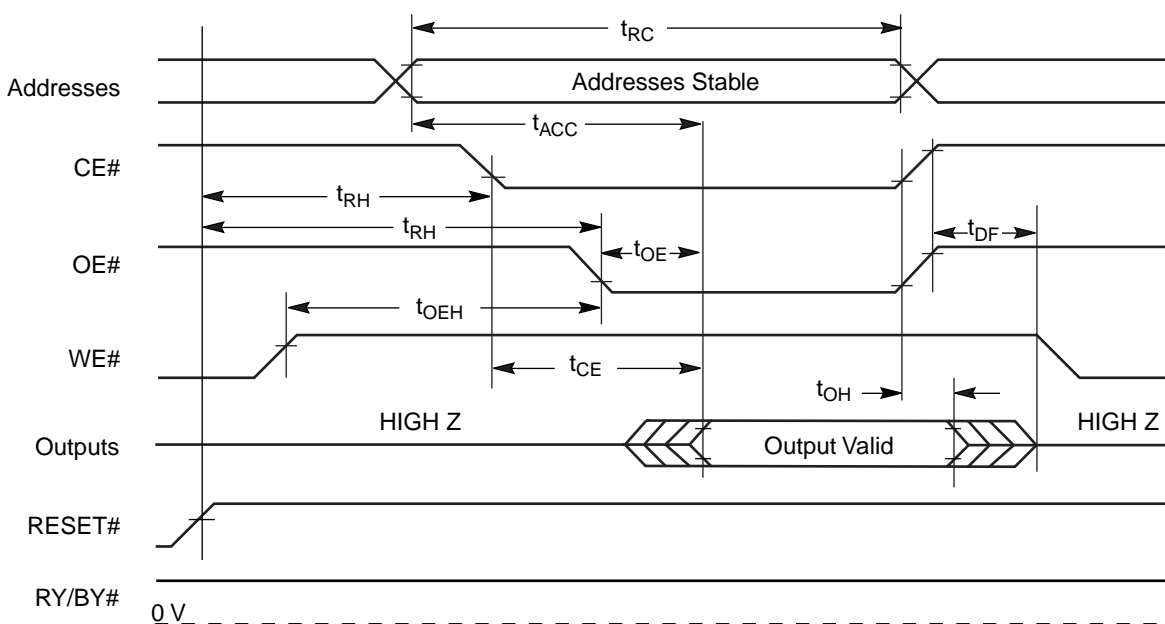 tRC
Addresses
Addresses Stable
tACC
CE#
tRH
tRH
OE#
tOE
tDF
tOEH
WE#
tCE
tOH
HIGH Z
HIGH Z
Outputs
Output Valid
RESET#
RY/BY#
0 V